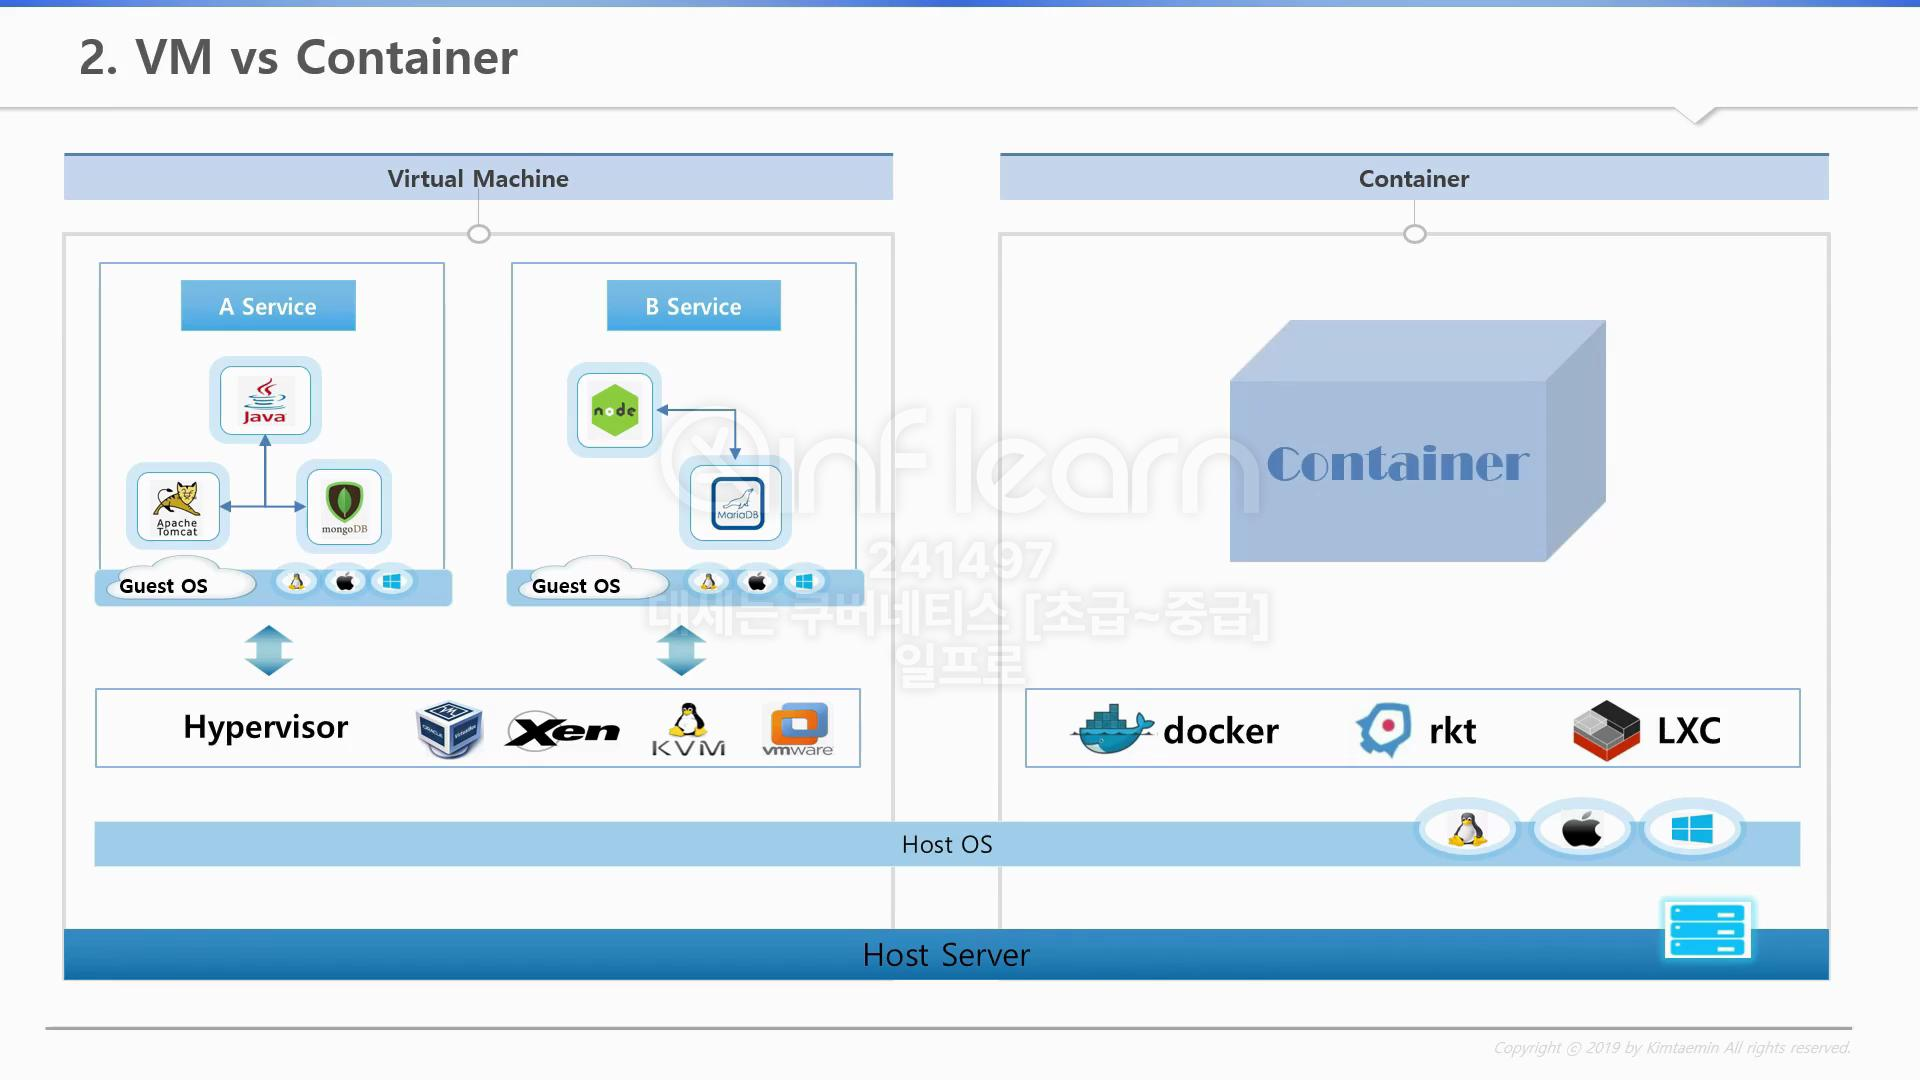 2. VM vs Container
Virtual Machine
Container
A Service
B Service
Java
node
Apache
Tomcat
mongoDB
MariaDB
Guest OS
Guest OS
Container
inflearn
241497
대세는 쿠버네티스 [초급~중급]
일프로
Hypervisor
Xen
KVM
vmware
docker
rkt
LXC
Host OS
Host Server
Copyright ⓒ 2019 by Kimtaemin All rights reserved.